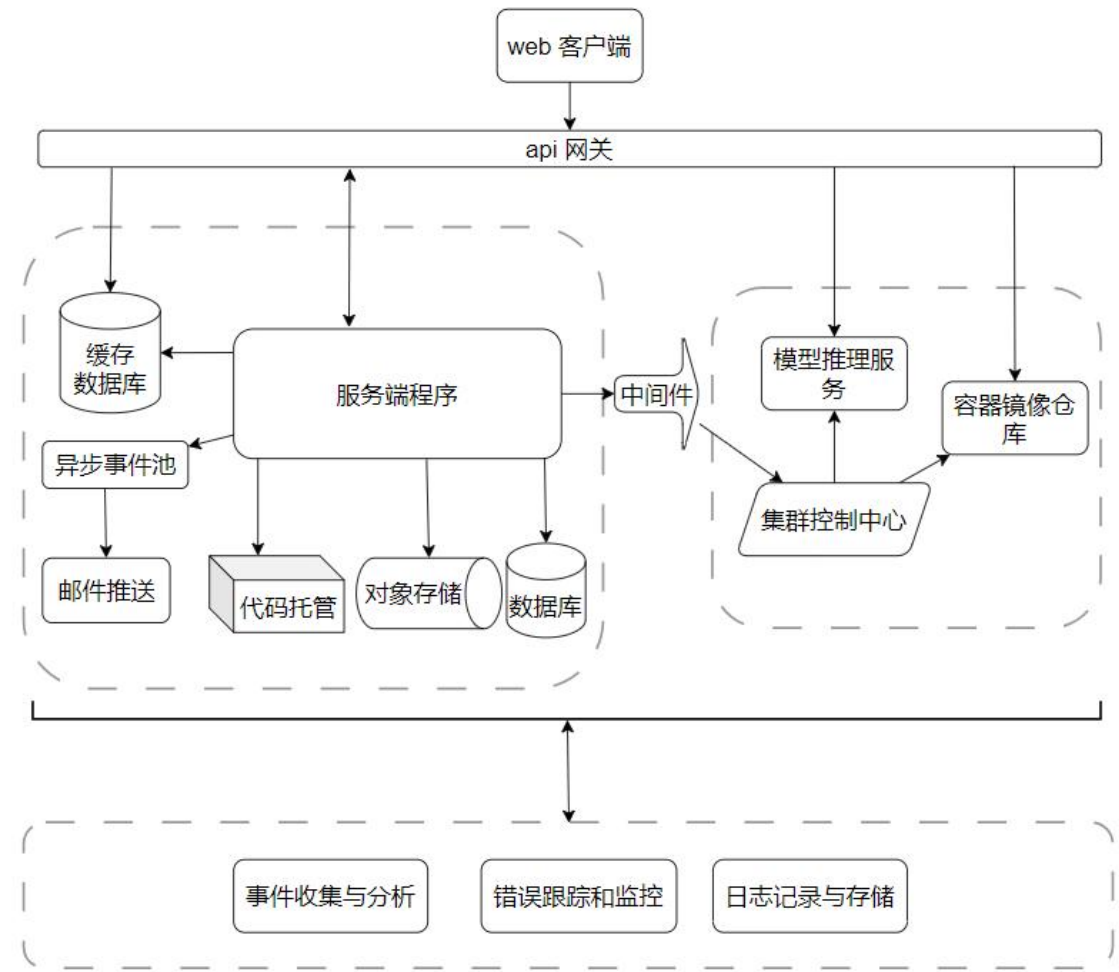 web 客户端
api 网关
缓存
数据库
服务端程序
中间件
模型推理服
务
容器镜像仓
库
异步事件池
集群控制中心
邮件推送
代码托管
对象存储
数据库
事件收集与分析
错误跟踪和监控
日志记录与存储